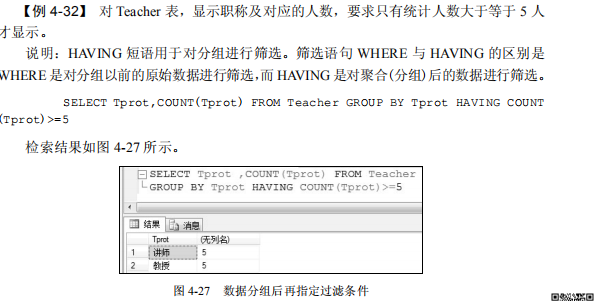 【例 4-32】 对 Teacher 表，显示职称及对应的人数，要求只有统计人数大于等于 5 人
才显示。
说明：HAVING 短语用于对分组进行筛选。筛选语句 WHERE 与 HAVING 的区别是
WHERE 是对分组以前的原始数据进行筛选，而 HAVING 是对聚合(分组)后的数据进行筛选。
SELECT Tprot,COUNT(Tprot) FROM Teacher GROUP BY Tprot HAVING COUNT
(Tprot)>=5
检索结果如图 4-27 所示。
SELECT Tprot ,COUNT(Tprot) FROM Teacher
GROUP BY Tprot HAVING COUNT(Tprot)>=5
结果 消息
Tprot (无列名)
1 讲师 5
2 教授 5
图 4-27 数据分组后再指定过滤条件